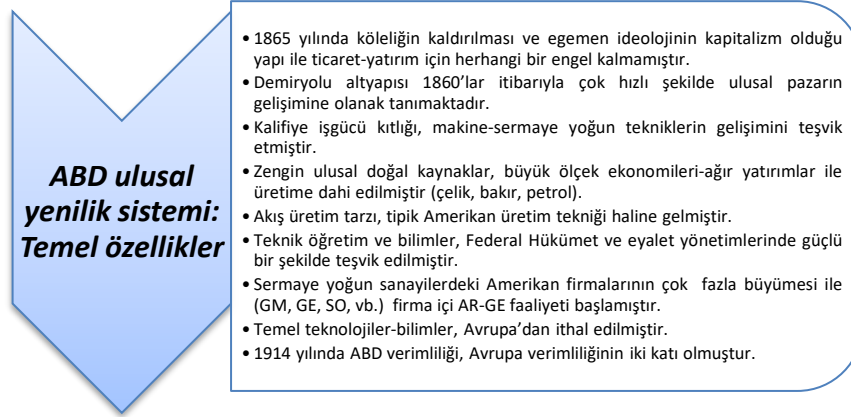 ABD ulusal
yenilik sistemi:
Temel özellikler
• 1865 yılında köleliğin kaldırılması ve egemen ideolojinin kapitalizm olduğu
yapı ile ticaret-yatırım için herhangi bir engel kalmamıştır.
• Demiryolu altyapısı 1860’lar itibarıyla çok hızlı şekilde ulusal pazarın
gelişimine olanak tanımaktadır.
• Kalifiye işgücü kıtlığı, makine-sermaye yoğun tekniklerin gelişimini teşvik
etmiştir.
• Zengin ulusal doğal kaynaklar, büyük ölçek ekonomileri-ağır yatırımlar ile
üretime dahi edilmiştir (çelik, bakır, petrol).
• Akış üretim tarzı, tipik Amerikan üretim tekniği haline gelmiştir.
• Teknik öğretim ve bilimler, Federal Hükümet ve eyalet yönetimlerinde güçlü
bir şekilde teşvik edilmiştir.
• Sermaye yoğun sanayilerdeki Amerikan firmalarının çok fazla büyümesi ile
(GM, GE, SO, vb.) firma içi AR-GE faaliyeti başlamıştır.
• Temel teknolojiler-bilimler, Avrupa’dan ithal edilmiştir.
• 1914 yılında ABD verimliliği, Avrupa verimliliğinin iki katı olmuştur.